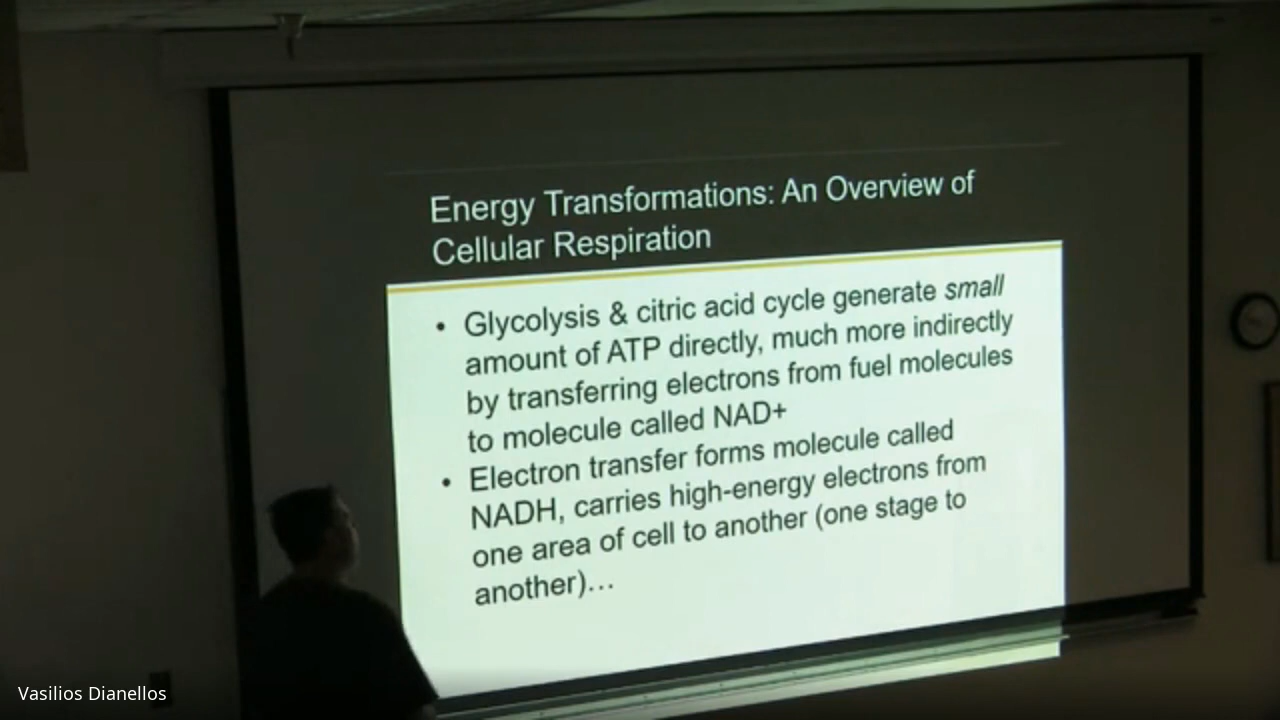 Energy Transformations: An Overview of
Cellular Respiration
• Glycolysis & citric acid cycle generate small
amount of ATP directly, much more indirectly
by transferring electrons from fuel molecules
to molecule called NAD+
• Electron transfer forms molecule called
NADH, carries high-energy electrons from
one area of cell to another (one stage to
another)…
Vasilios Dianellos